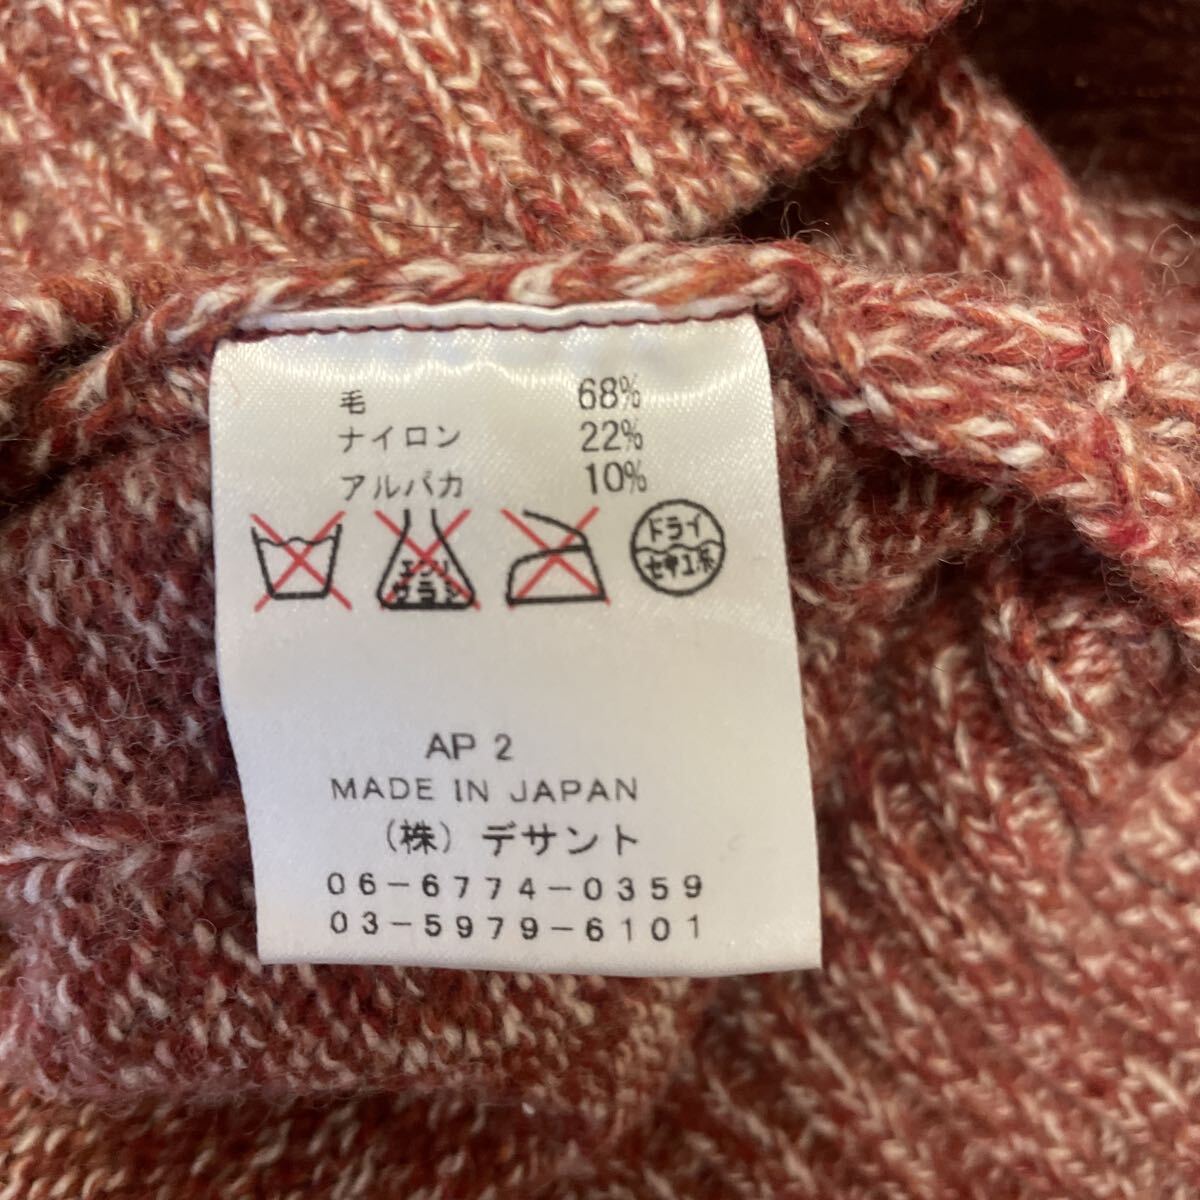 毛 68%
ナイロン 22%
アルパカ 10%
エンソ
サラシ
ドライ
セキユ系
AP 2
MADE IN JAPAN
(株) デサント
06-6774-0359
03-5979-6101